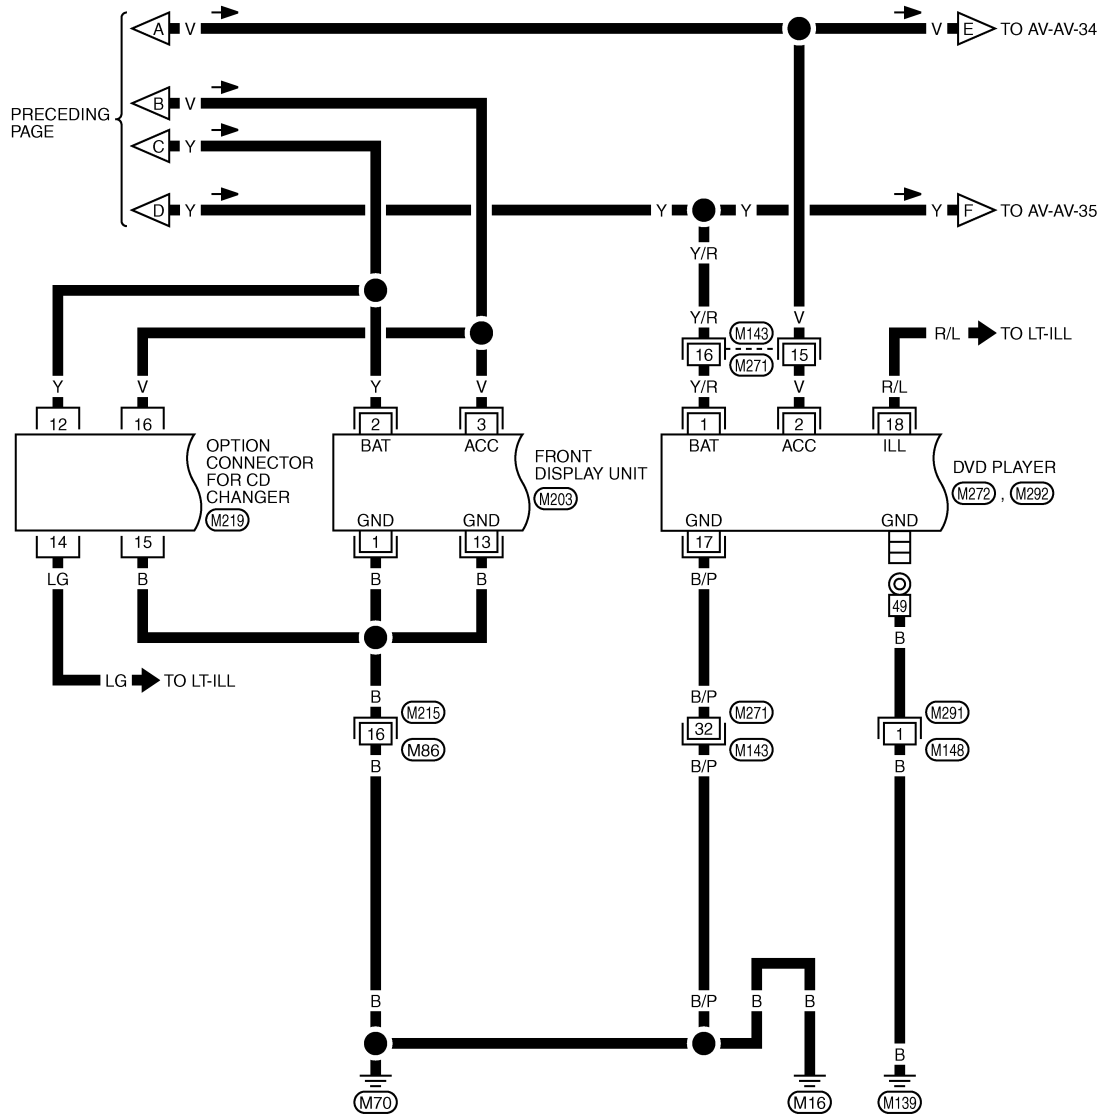 A V V E TO AV-AV-34
B V
PRECEDING
PAGE
C Y
D Y Y Y Y F TO AV-AV-35
Y/R
Y/R V
M143
R/L TO LT-ILL
16 15
M271
Y V Y V Y/R V R/L
12 16 2 3 1 2 18
BAT ACC BAT ACC ILL
OPTION
CONNECTOR
FOR CD
CHANGER
M219
FRONT
DISPLAY UNIT
M203
DVD PLAYER
M272 , M292
GND GND GND GND
14 15 1 13 17
LG B B B B/P
49
B
LG TO LT-ILL
B B/P
M215 M271 M291
16 32 1
M86 M143 M148
B B/P B
B B/P B B
B
M70 M16 M139